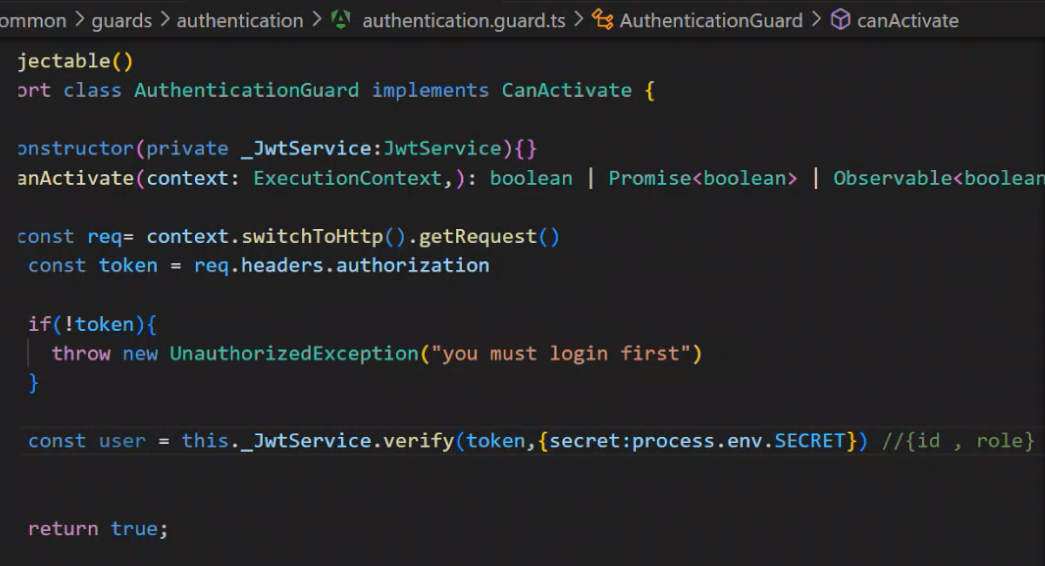 ommon > guards > authentication > authentication.guard.ts > AuthenticationGuard > canActivate
jectable()
ort class AuthenticationGuard implements CanActivate {
onstructor(private _JwtService:JwtService){}
anActivate(context: ExecutionContext,): boolean | Promise<boolean> | Observable<boolean
const req= context.switchToHttp().getRequest()
const token = req.headers.authorization
if(!token){
throw new UnauthorizedException("you must login first")
}
const user = this._JwtService.verify(token,{secret:process.env.SECRET}) //{id , role}
return true;